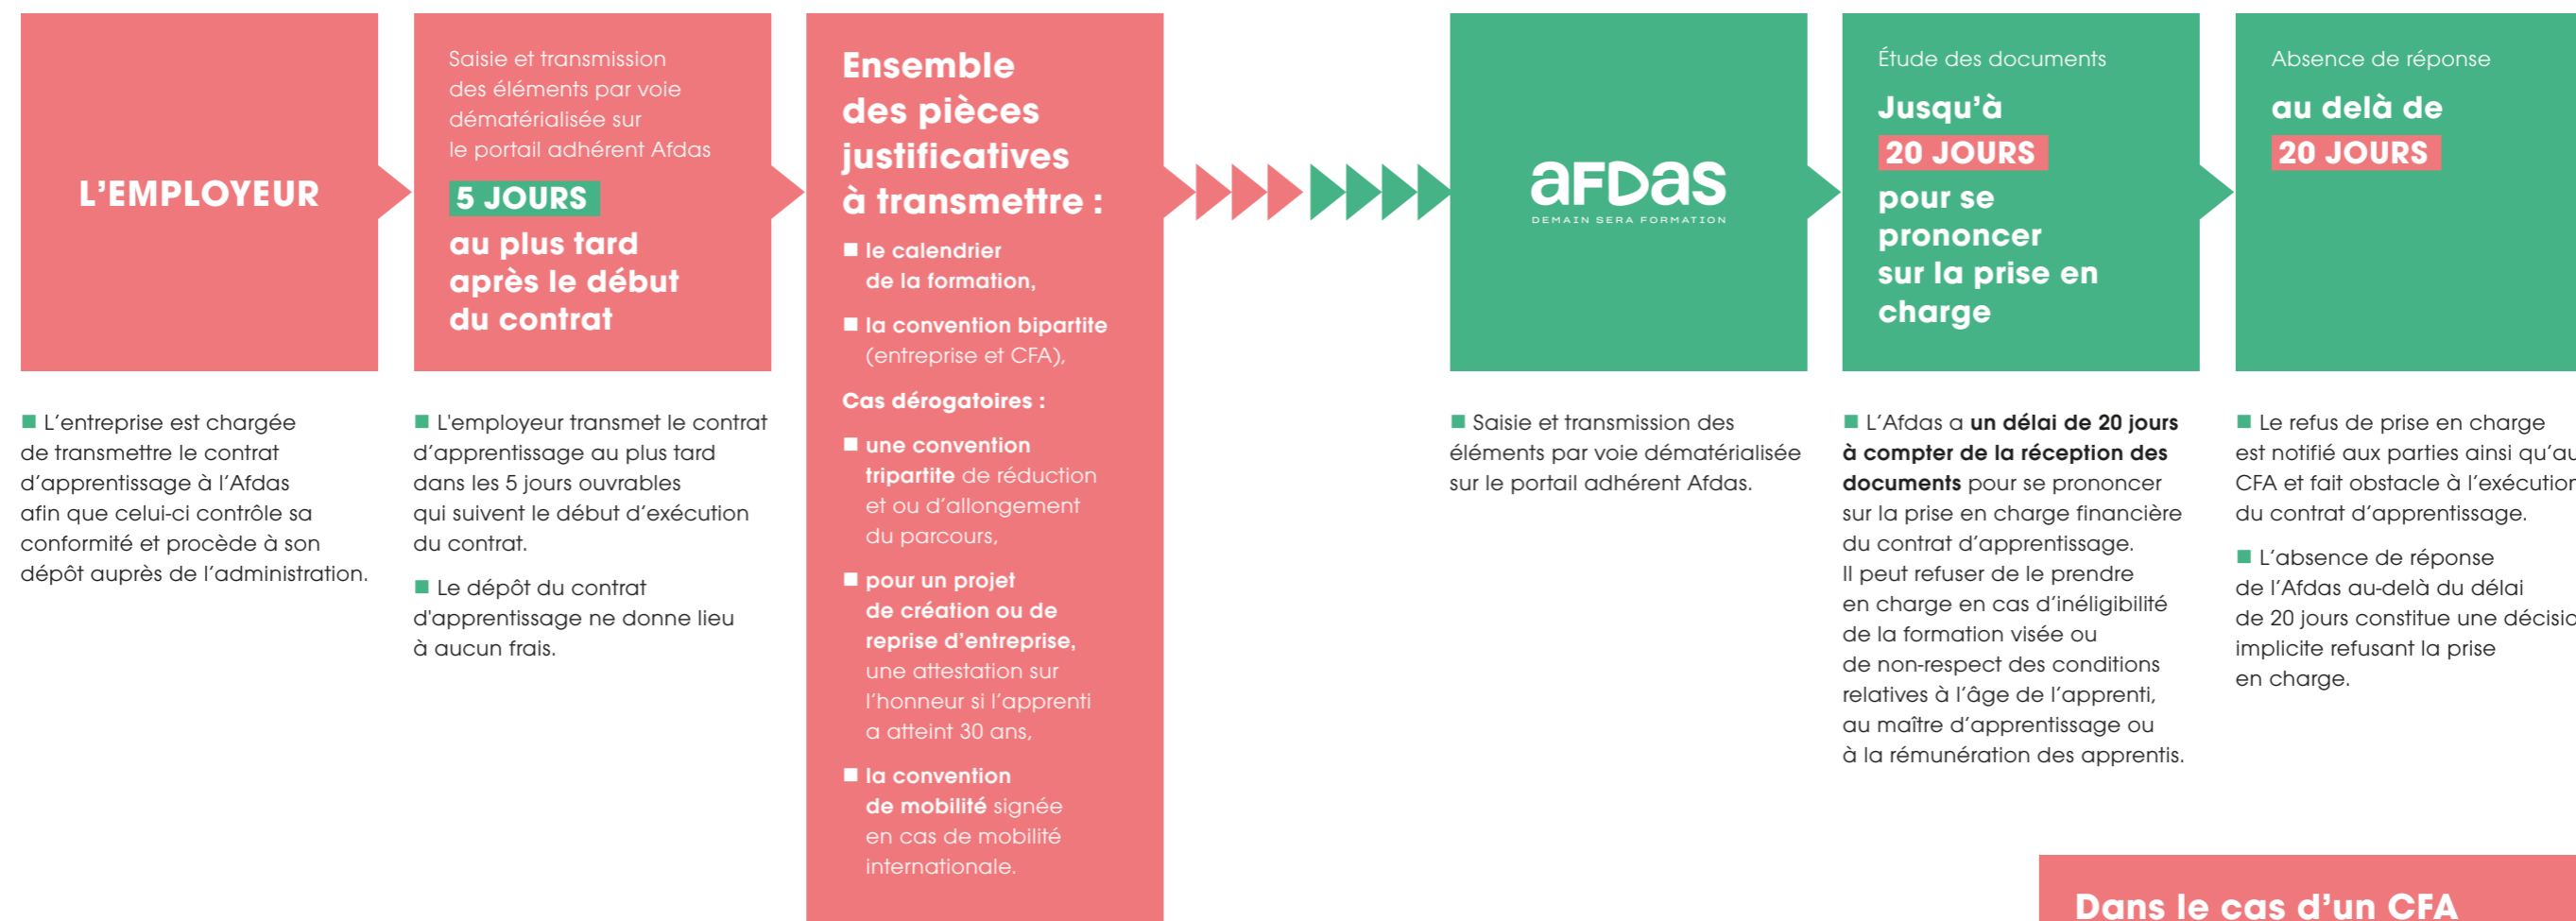 L'EMPLOYEUR
■ L'entreprise est chargée
de transmettre le contrat
d'apprentissage à l'Afdas
afin que celui-ci contrôle sa
conformité et procède à son
dépôt auprès de l'administration.
Saisie et transmission
des éléments par voie
dématérialisée sur
le portail adhérent Afdas
5 JOURS
au plus tard
après le début
du contrat
■ L'employeur transmet le contrat
d'apprentissage au plus tard
dans les 5 jours ouvrables
qui suivent le début d'exécution
du contrat.
■ Le dépôt du contrat
d'apprentissage ne donne lieu
à aucun frais.
Ensemble
des pièces
justificatives
à transmettre :
■ le calendrier
de la formation,
■ la convention bipartite
(entreprise et CFA),
Cas dérogatoires :
■ une convention
tripartite de réduction
et ou d'allongement
du parcours,
■ pour un projet
de création ou de
reprise d'entreprise,
une attestation sur
l'honneur si l'apprenti
a atteint 30 ans,
■ la convention
de mobilité signée
en cas de mobilité
internationale.
aFDas
DEMAIN SERA FORMATION
■ Saisie et transmission des
éléments par voie dématérialisée
sur le portail adhérent Afdas.
Étude des documents
Jusqu'à
20 JOURS
pour se
prononcer
sur la prise en
charge
■ L'Afdas a un délai de 20 jours
à compter de la réception des
documents pour se prononcer
sur la prise en charge financière
du contrat d'apprentissage.
Il peut refuser de le prendre
en charge en cas d'inéligibilité
de la formation visée ou
de non-respect des conditions
relatives à l'âge de l'apprenti,
au maître d'apprentissage ou
à la rémunération des apprentis.
Absence de réponse
au delà de
20 JOURS
■ Le refus de prise en charge
est notifié aux parties ainsi qu'au
CFA et fait obstacle à l'exécution
du contrat d'apprentissage.
■ L'absence de réponse
de l'Afdas au-delà du délai
de 20 jours constitue une décisio
implicite refusant la prise
en charge.
Dans le cas d'un CFA